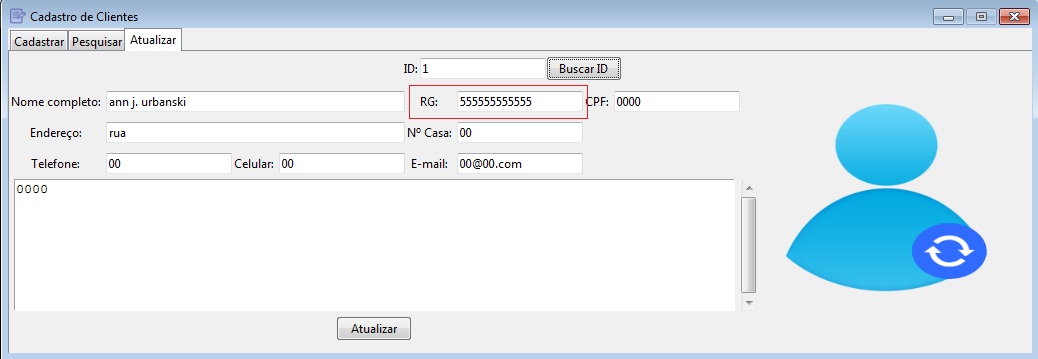 Cadastro de Clientes
Cadastrar Pesquisar Atualizar
ID: 1 Buscar ID
Nome completo: ann j. urbanski RG: 555555555555 CPF: 0000
Endereço: rua Nº Casa: 00
Telefone: 00 Celular: 00 E-mail: 00@00.com
0000
Atualizar